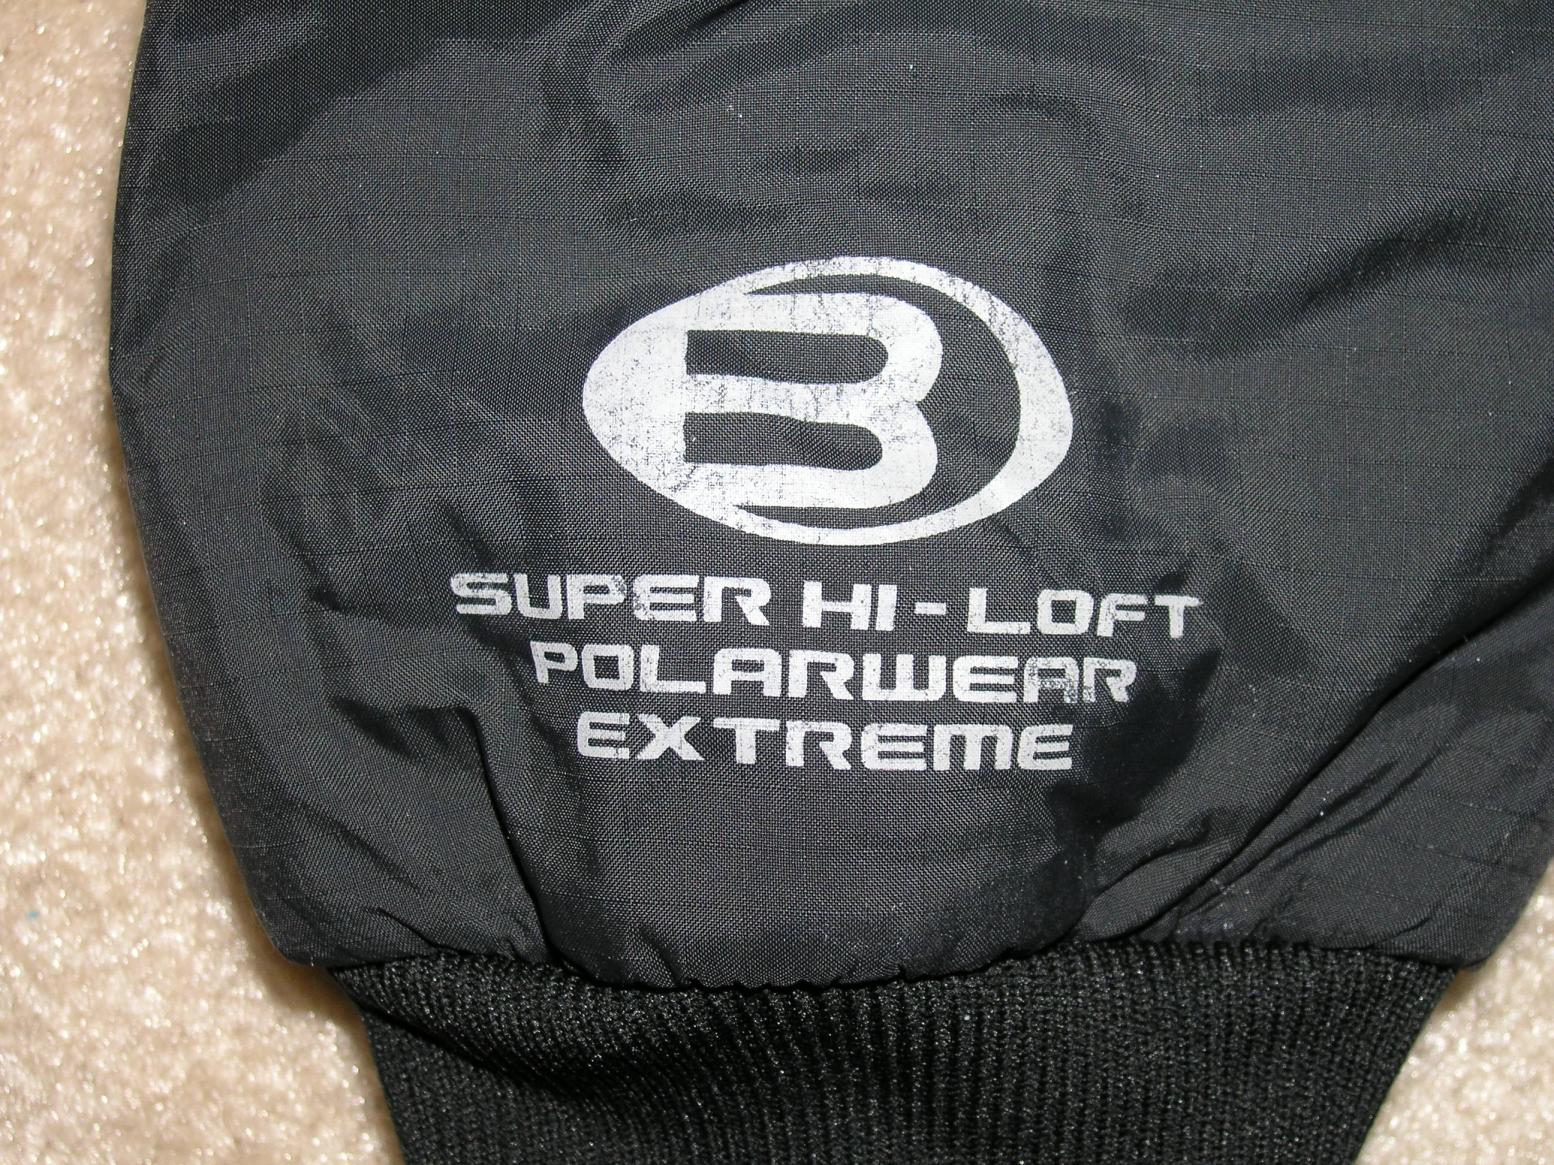 B
SUPER HI-LOFT
POLARWEAR
EXTREME